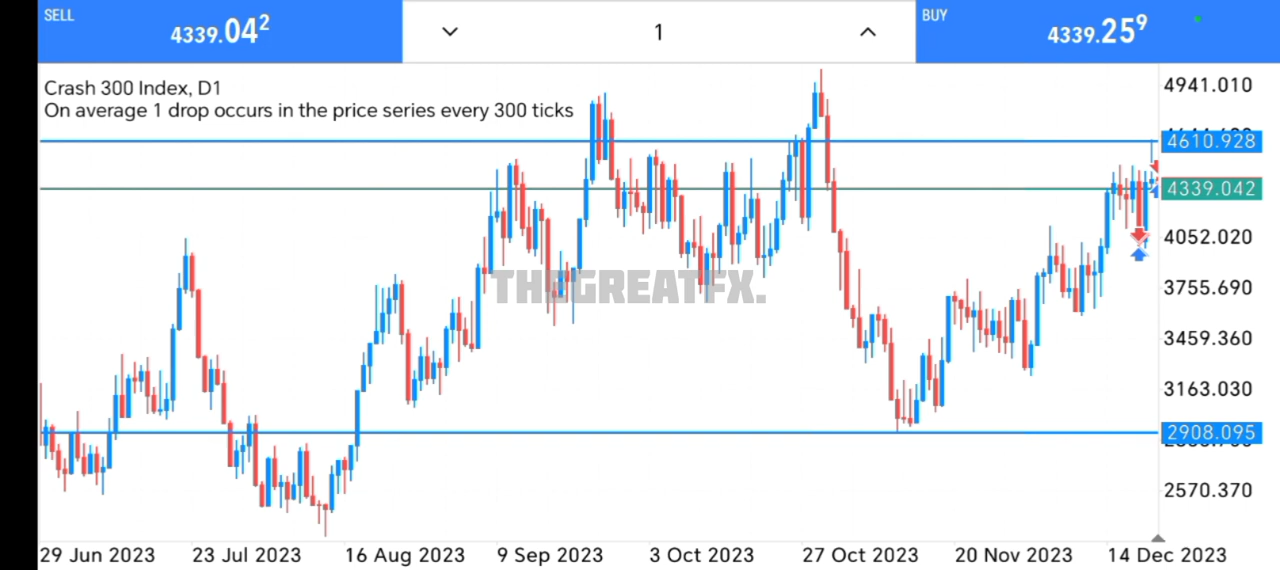 SELL
4339.042
1
BUY
4339.259
Crash 300 Index, D1
On average 1 drop occurs in the price series every 300 ticks
4941.010
4610.928
4339.042
4052.020
THEGREATFX.
3755.690
3459.360
3163.030
2908.095
2570.370
29 Jun 2023 23 Jul 2023 16 Aug 2023 9 Sep 2023 3 Oct 2023 27 Oct 2023 20 Nov 2023 14 Dec 2023